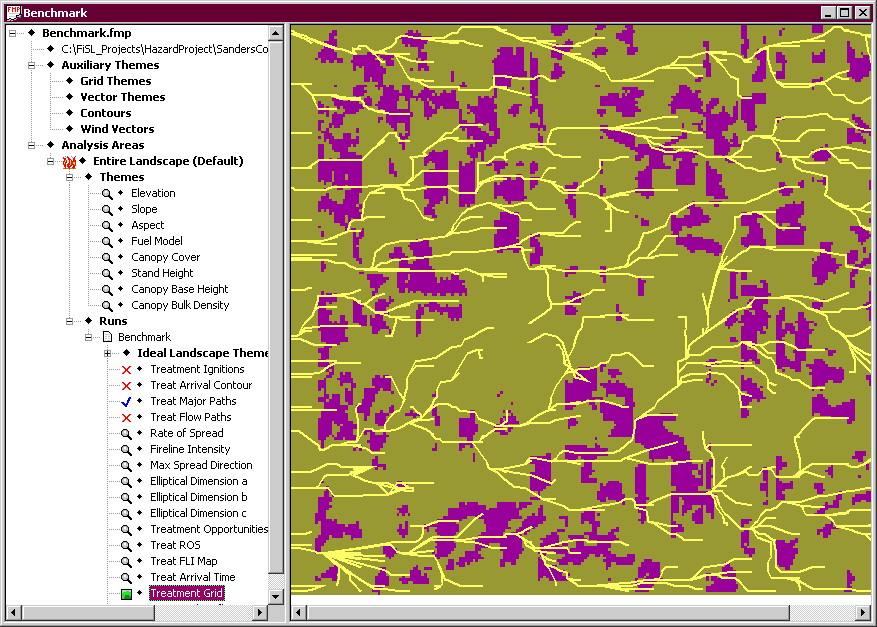 Benchmark
Benchmark.fmp
C:\FiSL_Projects\HazardProject\SandersCo
Auxiliary Themes
Grid Themes
Vector Themes
Contours
Wind Vectors
Analysis Areas
Entire Landscape (Default)
Themes
Elevation
Slope
Aspect
Fuel Model
Canopy Cover
Stand Height
Canopy Base Height
Canopy Bulk Density
Runs
Benchmark
Ideal Landscape Theme
Treatment Ignitions
Treat Arrival Contour
Treat Major Paths
Treat Flow Paths
Rate of Spread
Fireline Intensity
Max Spread Direction
Elliptical Dimension a
Elliptical Dimension b
Elliptical Dimension c
Treatment Opportunities
Treat ROS
Treat FLI Map
Treat Arrival Time
Treatment Grid